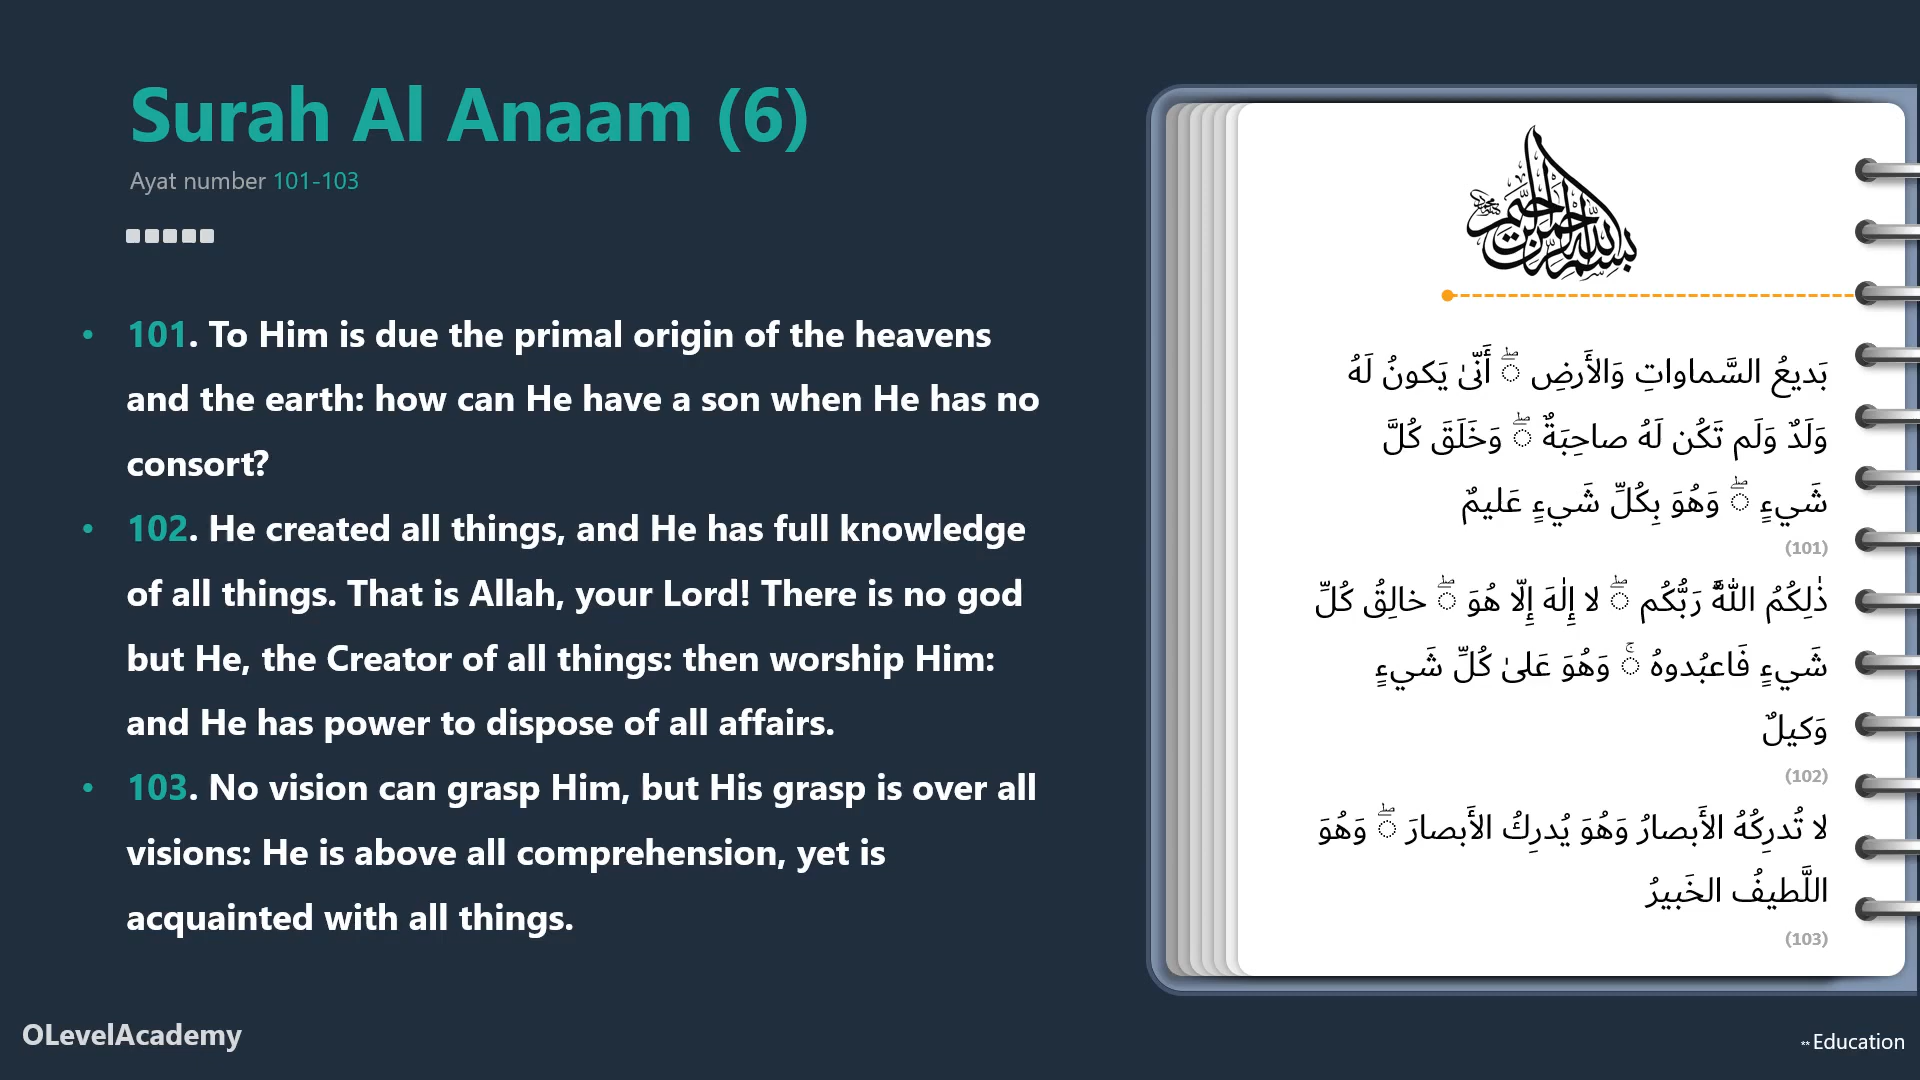 Surah Al Anaam (6)
Ayat number 101-103
• 101. To Him is due the primal origin of the heavens
and the earth: how can He have a son when He has no
consort?
• 102. He created all things, and He has full knowledge
of all things. That is Allah, your Lord! There is no god
but He, the Creator of all things: then worship Him:
and He has power to dispose of all affairs.
• 103. No vision can grasp Him, but His grasp is over all
visions: He is above all comprehension, yet is
acquainted with all things.
بسم الله الرحمن الرحيم
بَديعُ السَّماواتِ وَالأَرضِ ۖ أَنّىٰ يَكونُ لَهُ
وَلَدٌ وَلَم تَكُن لَهُ صاحِبَةٌ ۖ وَخَلَقَ كُلَّ
شَيءٍ ۖ وَهُوَ بِكُلِّ شَيءٍ عَليمٌ
(101)
ذٰلِكُمُ اللَّهُ رَبُّكُم ۖ لا إِلٰهَ إِلّا هُوَ ۖ خالِقُ كُلِّ
شَيءٍ فَاعبُدوهُ ۚ وَهُوَ عَلىٰ كُلِّ شَيءٍ
وَكيلٌ
(102)
لا تُدرِكُهُ الأَبصارُ وَهُوَ يُدرِكُ الأَبصارَ ۖ وَهُوَ
اللَّطيفُ الخَبيرُ
(103)
OLevelAcademy
**Education